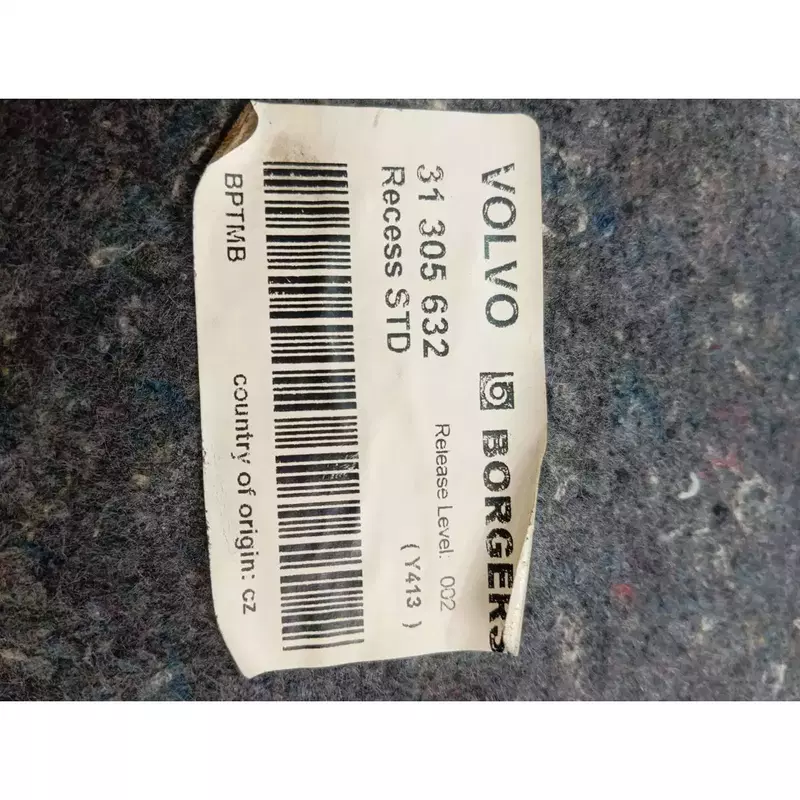 VOLVO BORGERS
31 305 632 Release Level: 002
Recess STD (Y413)
BPTMB country of origin: cz